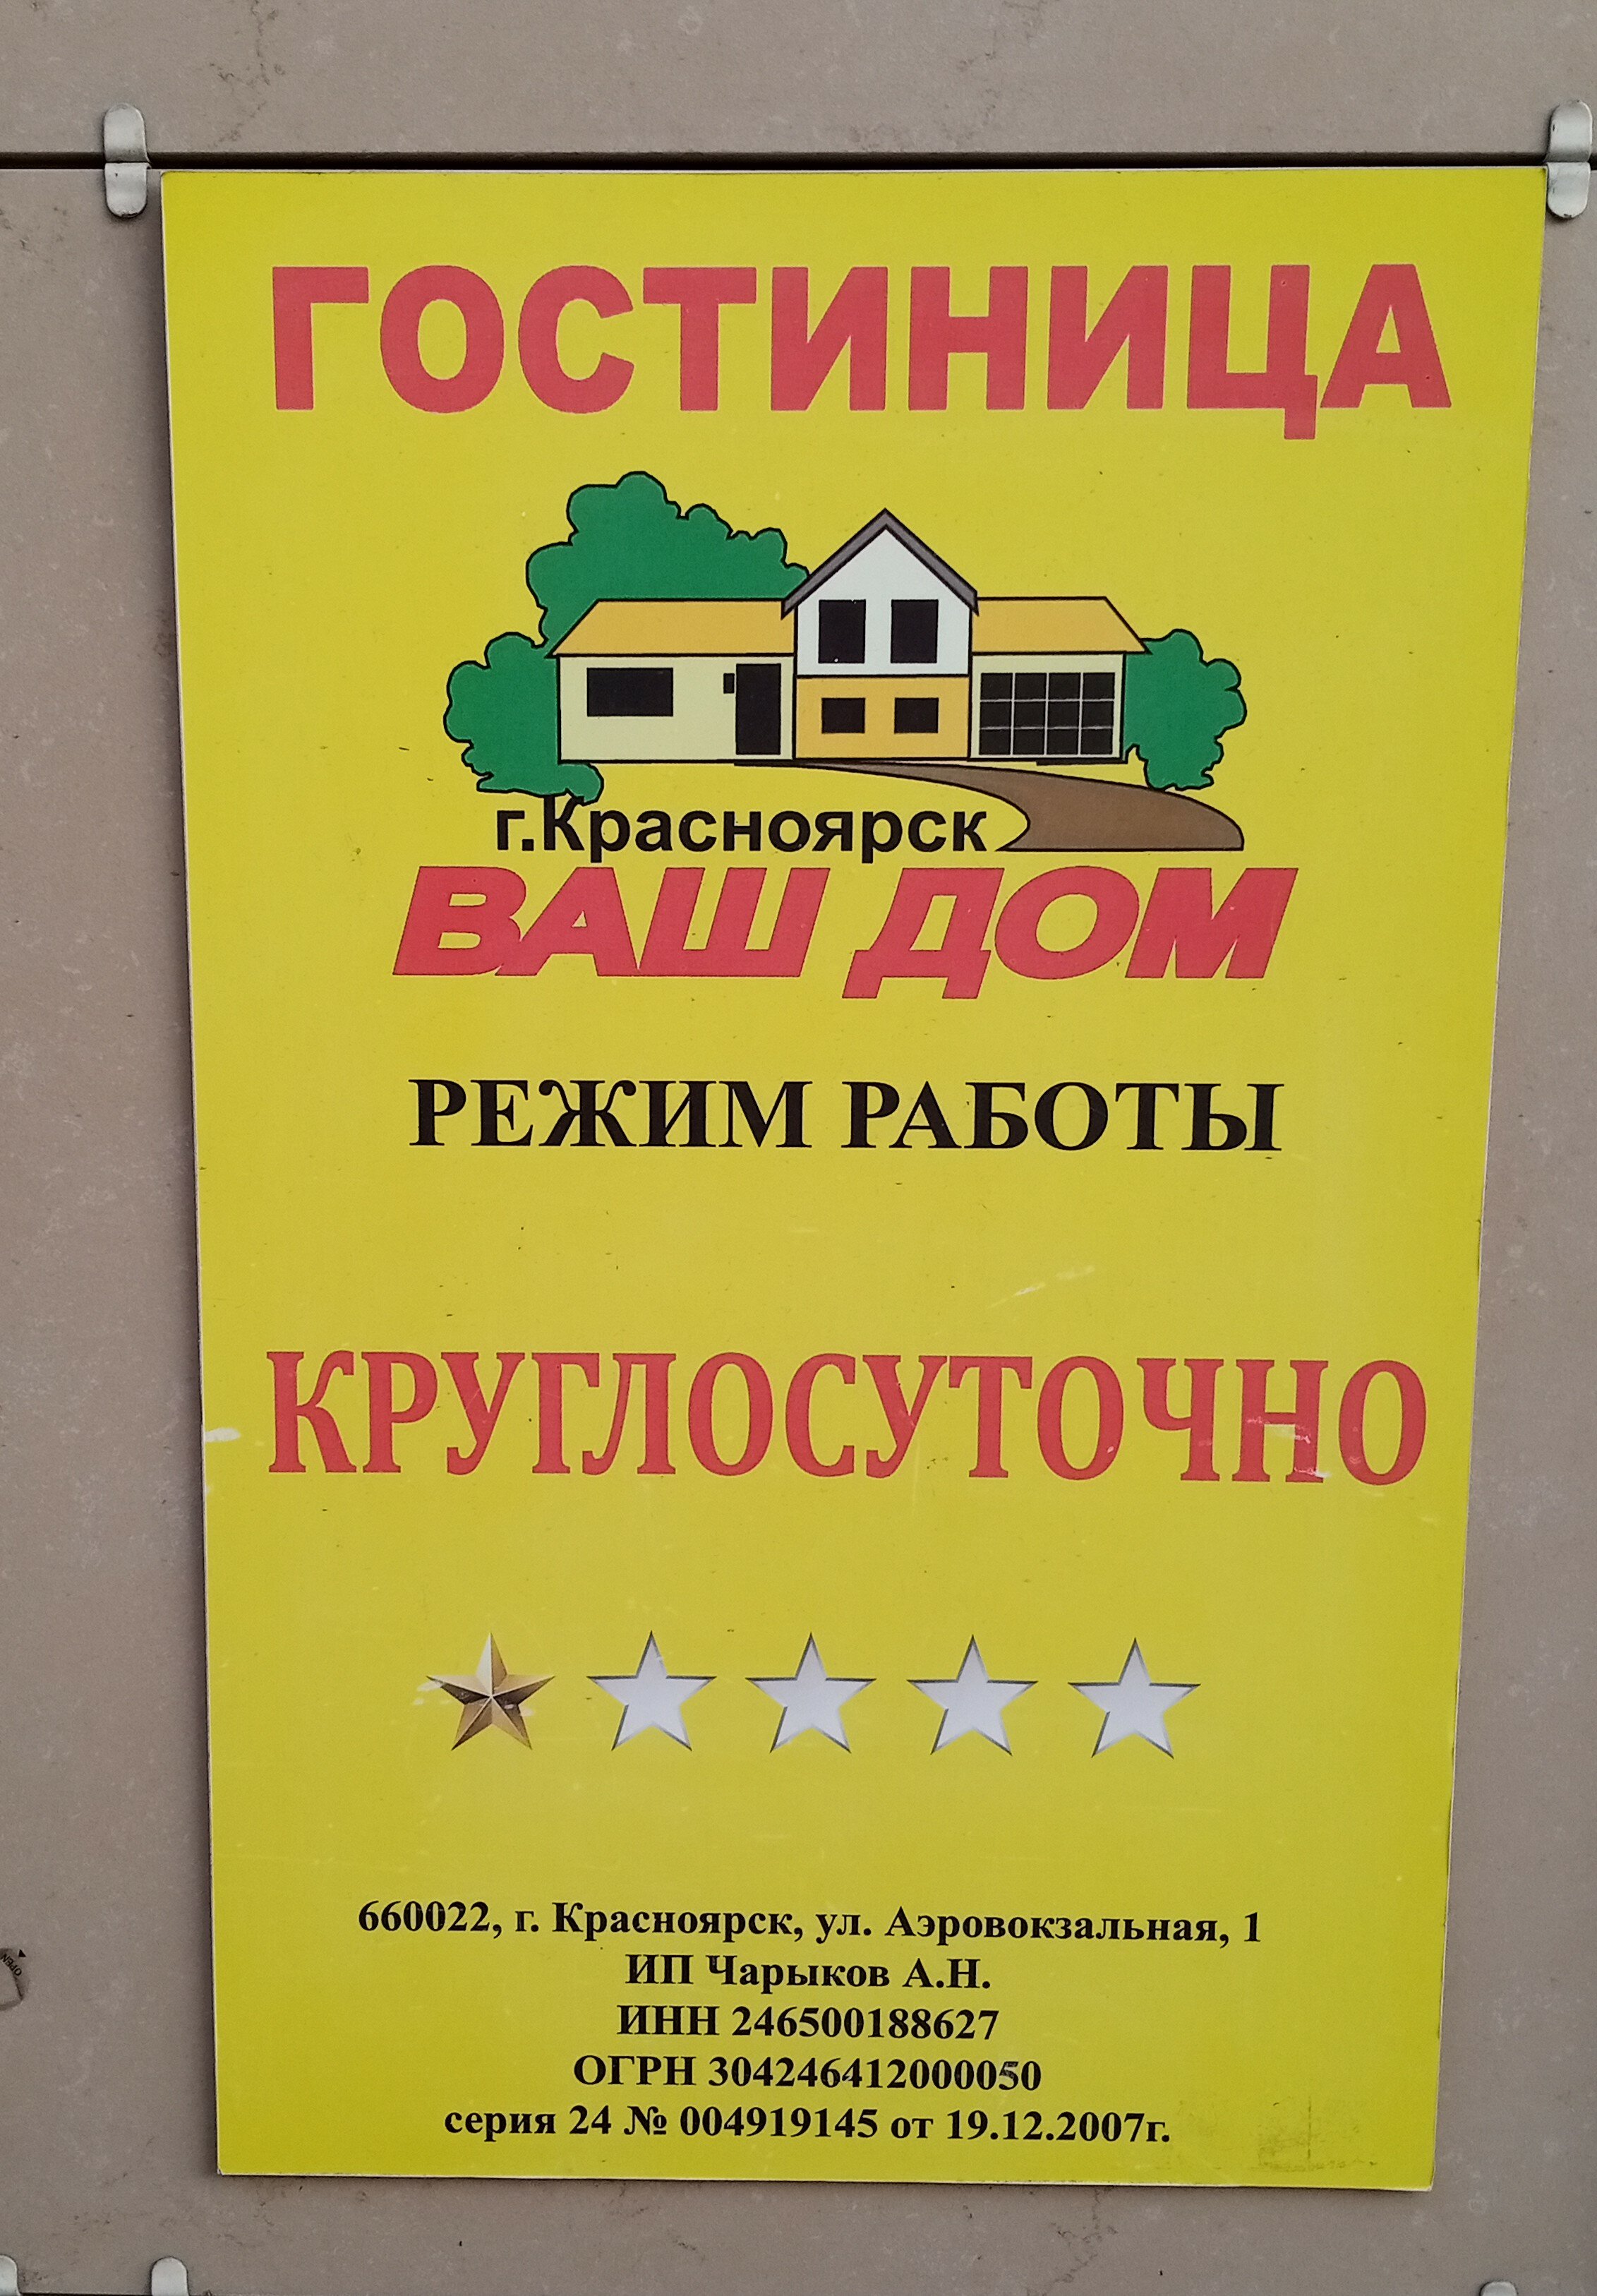 ГОСТИНИЦА
г.Красноярск
ВАШ ДОМ
РЕЖИМ РАБОТЫ
КРУГЛОСУТОЧНО
660022, г. Красноярск, ул. Аэровокзальная, 1
ИП Чарыков А.Н.
ИНН 246500188627
ОГРН 304246412000050
серия 24 № 004919145 от 19.12.2007г.